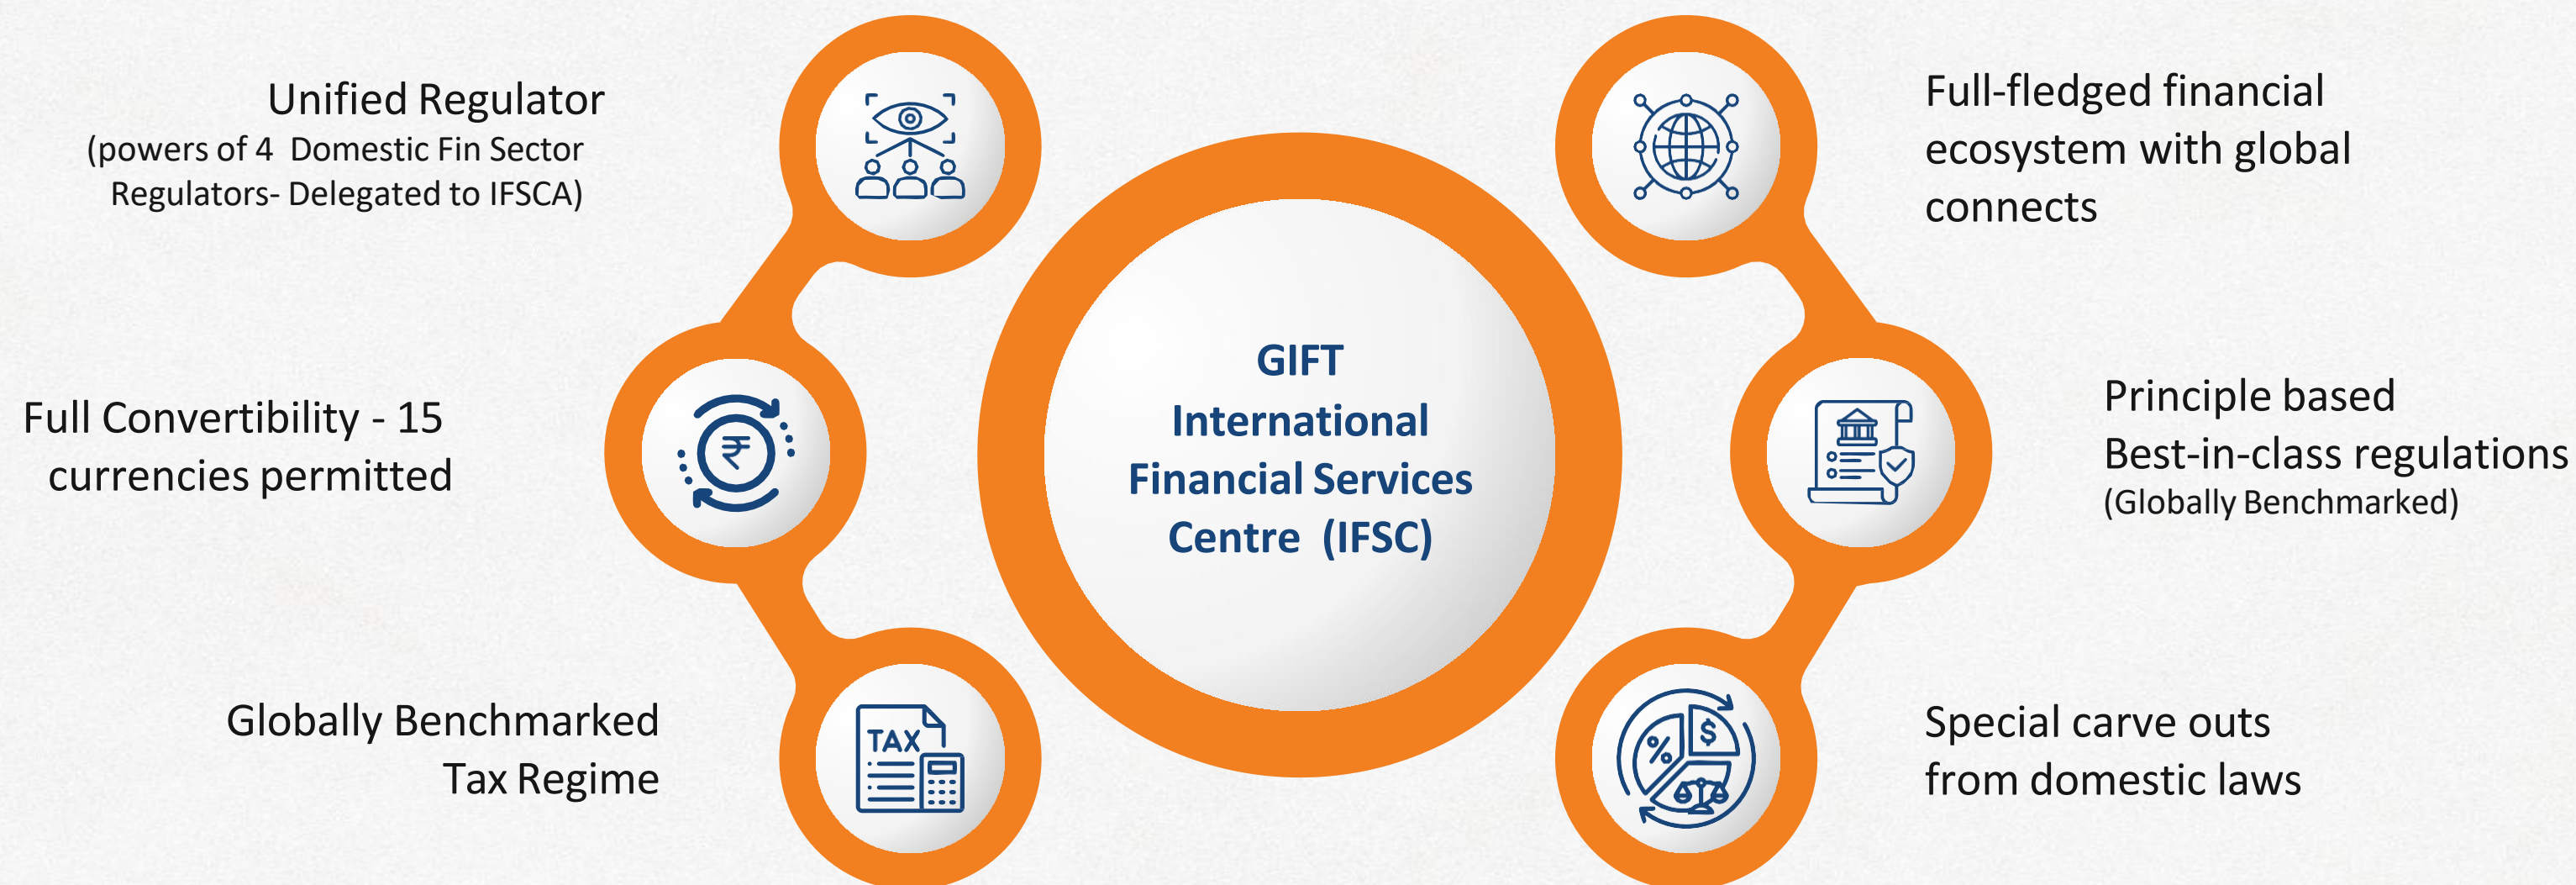 Unified Regulator
(powers of 4 Domestic Fin Sector
Regulators- Delegated to IFSCA)
Full Convertibility - 15
currencies permitted
Globally Benchmarked
Tax Regime
TAX
GIFT
International
Financial Services
Centre (IFSC)
Full-fledged financial
ecosystem with global
connects
Principle based
Best-in-class regulations
(Globally Benchmarked)
Special carve outs
from domestic laws
₹
% $